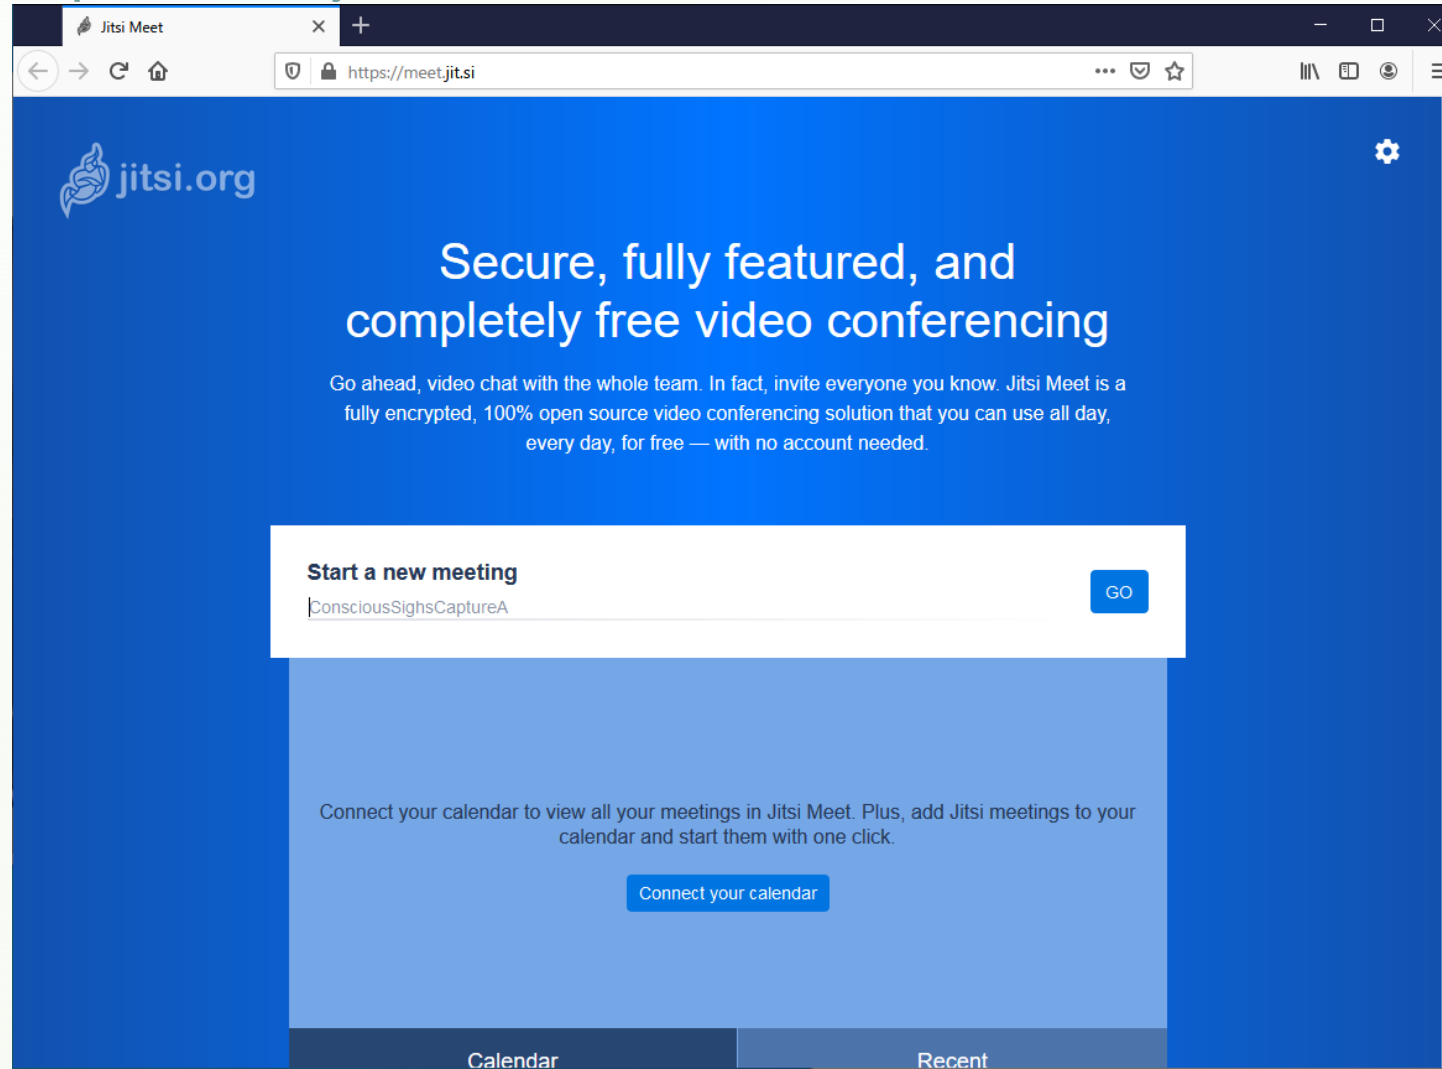 Jitsi Meet
https://meet.jit.si
jitsi.org
Secure, fully featured, and
completely free video conferencing
Go ahead, video chat with the whole team. In fact, invite everyone you know. Jitsi Meet is a
fully encrypted, 100% open source video conferencing solution that you can use all day,
every day, for free — with no account needed.
Start a new meeting
ConsciousSighsCaptureA
GO
Connect your calendar to view all your meetings in Jitsi Meet. Plus, add Jitsi meetings to your
calendar and start them with one click.
Connect your calendar
Calendar
Recent